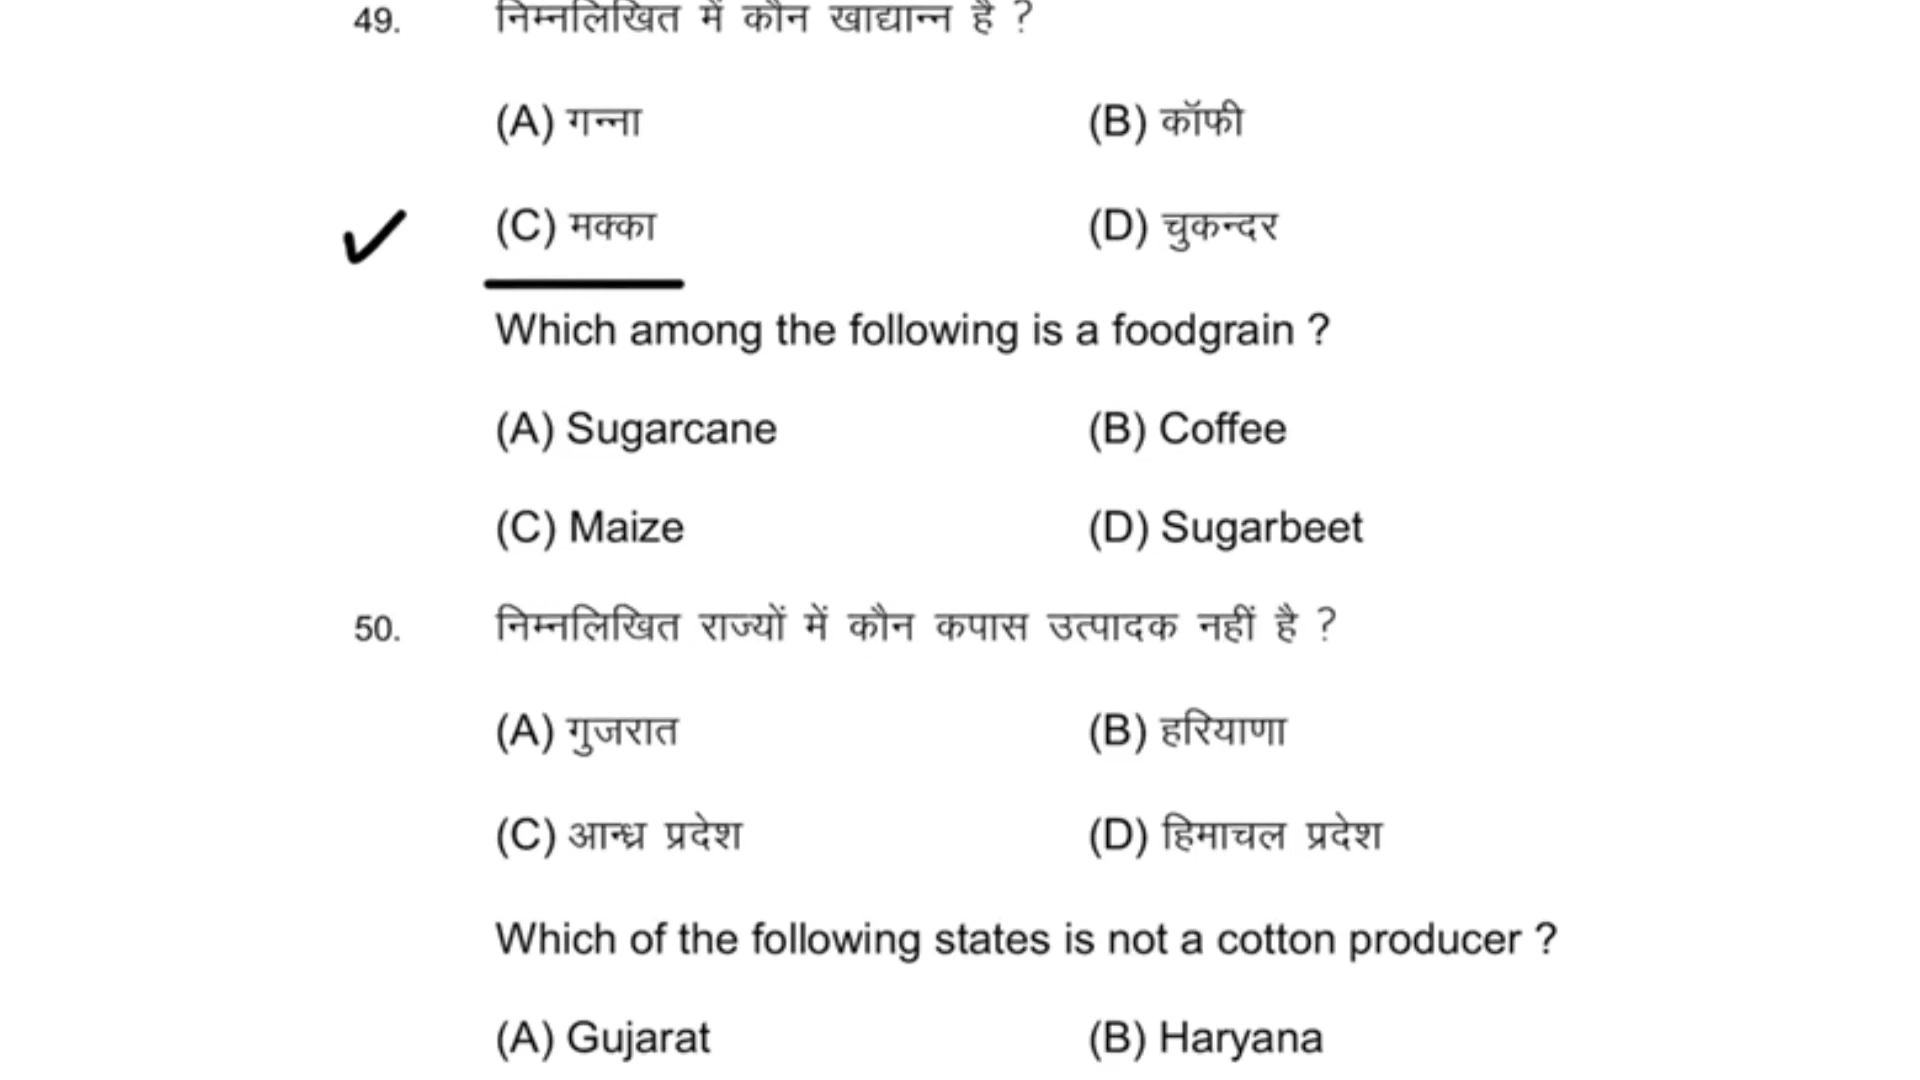 49. निम्नलिखित में कौन खाद्यान्न है ?
(A) गन्ना (B) कॉफी
(C) मक्का (D) चुकन्दर
Which among the following is a foodgrain ?
(A) Sugarcane (B) Coffee
(C) Maize (D) Sugarbeet
50. निम्नलिखित राज्यों में कौन कपास उत्पादक नहीं है ?
(A) गुजरात (B) हरियाणा
(C) आन्ध्र प्रदेश (D) हिमाचल प्रदेश
Which of the following states is not a cotton producer ?
(A) Gujarat (B) Haryana